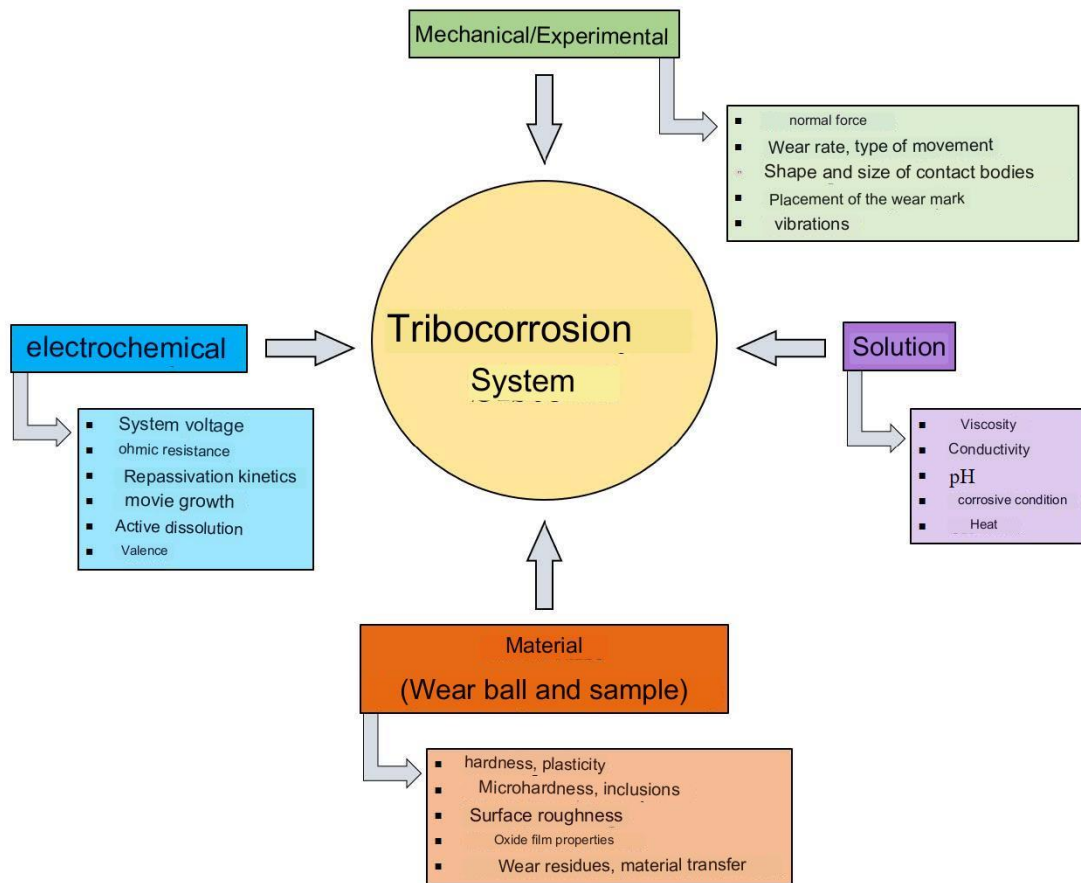 Mechanical/Experimental
normal force
Wear rate, type of movement
Shape and size of contact bodies
Placement of the wear mark
vibrations
Tribocorrosion
System
electrochemical
System voltage
ohmic resistance
Repassivation kinetics
movie growth
Active dissolution
Valence
Solution
Viscosity
Conductivity
pH
corrosive condition
Heat
Material
(Wear ball and sample)
hardness, plasticity
Microhardness, inclusions
Surface roughness
Oxide film properties
Wear residues, material transfer